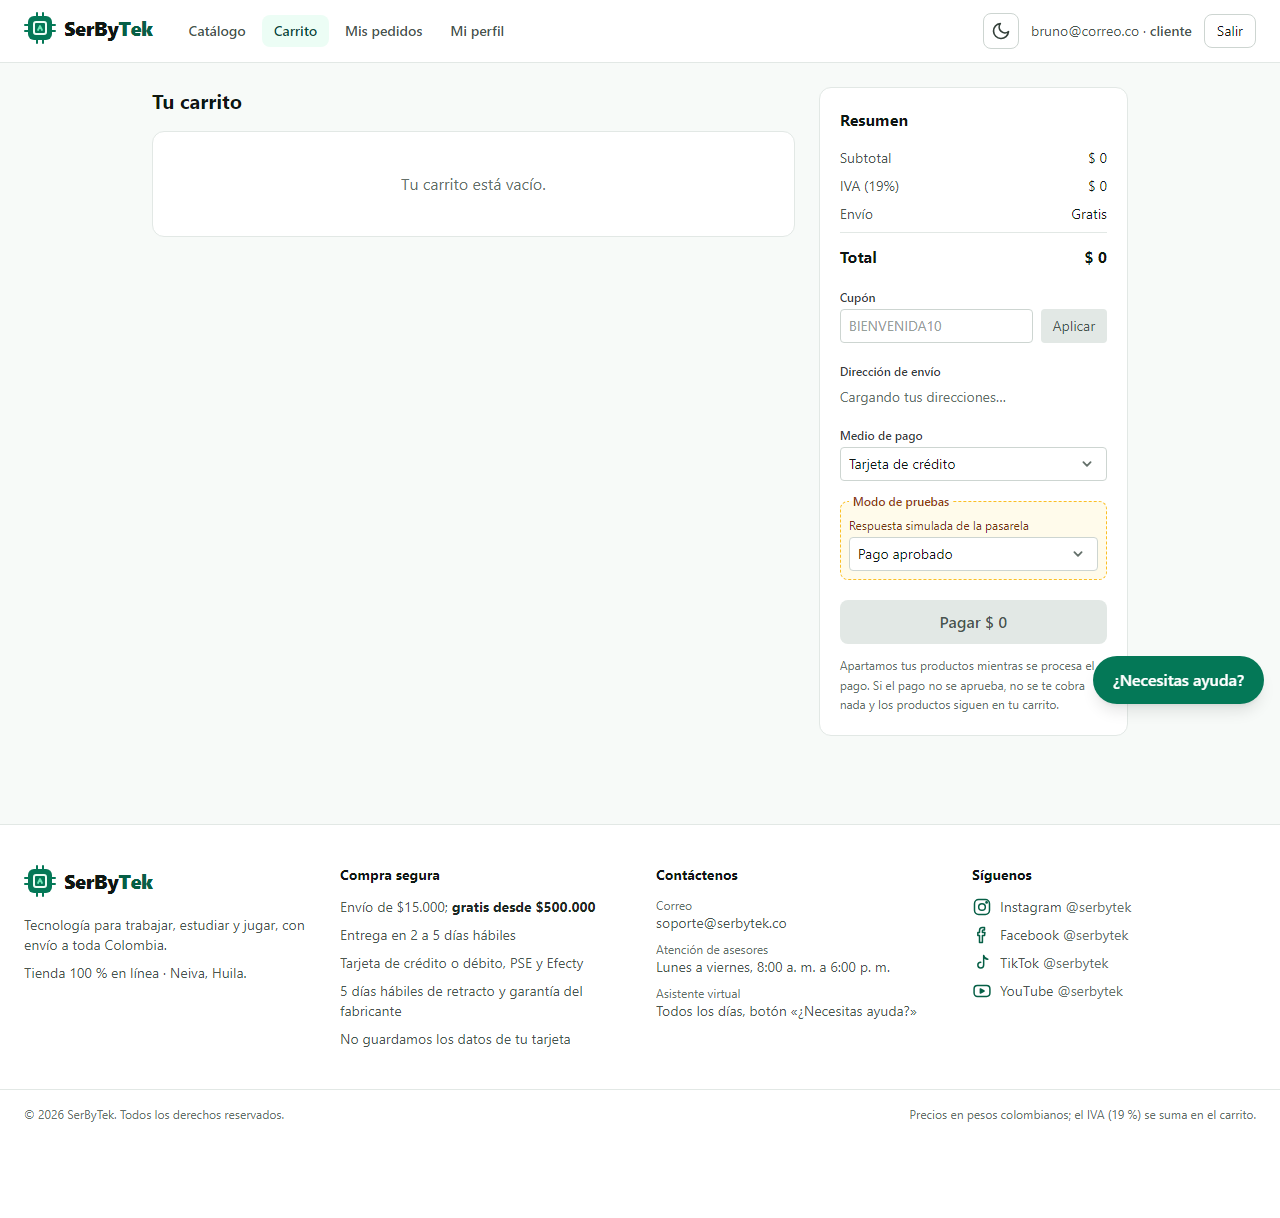 SerByTek
Catálogo
Carrito
Mis pedidos
Mi perfil
bruno@correo.co · cliente
Salir
Tu carrito
Tu carrito está vacío.
Resumen
Subtotal $ 0
IVA (19%) $ 0
Envío Gratis
Total $ 0
Cupón
BIENVENIDA10
Aplicar
Dirección de envío
Cargando tus direcciones…
Medio de pago
Tarjeta de crédito
Modo de pruebas
Respuesta simulada de la pasarela
Pago aprobado
Pagar $ 0
Apartamos tus productos mientras se procesa el
pago. Si el pago no se aprueba, no se te cobra
nada y los productos siguen en tu carrito.
¿Necesitas ayuda?
SerByTek
Tecnología para trabajar, estudiar y jugar, con
envío a toda Colombia.
Tienda 100 % en línea · Neiva, Huila.
Compra segura
Envío de $15.000; gratis desde $500.000
Entrega en 2 a 5 días hábiles
Tarjeta de crédito o débito, PSE y Efecty
5 días hábiles de retracto y garantía del
fabricante
No guardamos los datos de tu tarjeta
Contáctenos
Correo
soporte@serbytek.co
Atención de asesores
Lunes a viernes, 8:00 a. m. a 6:00 p. m.
Asistente virtual
Todos los días, botón «¿Necesitas ayuda?»
Síguenos
Instagram @serbytek
Facebook @serbytek
TikTok @serbytek
YouTube @serbytek
© 2026 SerByTek. Todos los derechos reservados.
Precios en pesos colombianos; el IVA (19 %) se suma en el carrito.